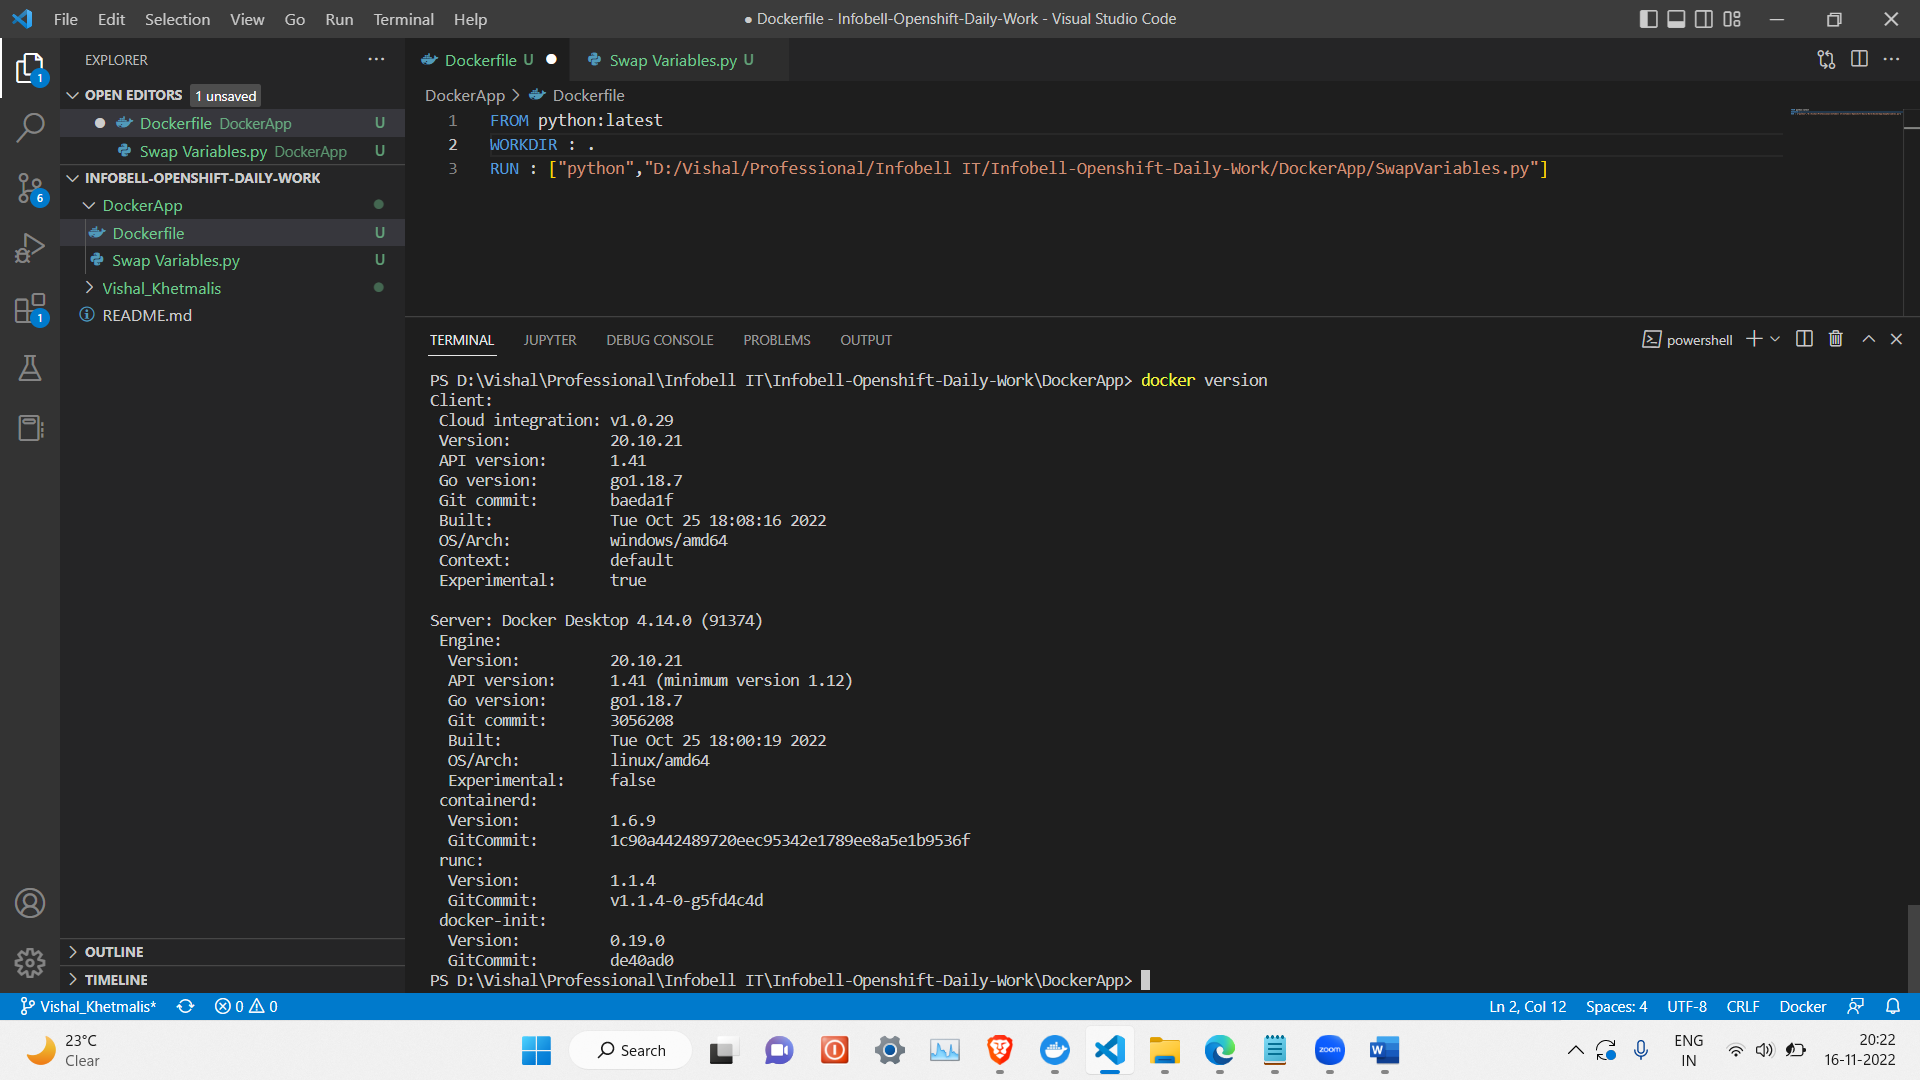 File Edit Selection View Go Run Terminal Help
● Dockerfile - Infobell-Openshift-Daily-Work - Visual Studio Code
EXPLORER
OPEN EDITORS 1 unsaved
Dockerfile DockerApp U
Swap Variables.py DockerApp U
INFOBELL-OPENSHIFT-DAILY-WORK
DockerApp
Dockerfile U
Swap Variables.py U
Vishal_Khetmalis
README.md
OUTLINE
TIMELINE
1
6
1
Dockerfile U
Swap Variables.py U
DockerApp > Dockerfile
1 FROM python:latest
2 WORKDIR : .
3 RUN : ["python","D:/Vishal/Professional/Infobell IT/Infobell-Openshift-Daily-Work/DockerApp/SwapVariables.py"]
TERMINAL JUPYTER DEBUG CONSOLE PROBLEMS OUTPUT
powershell
PS D:\Vishal\Professional\Infobell IT\Infobell-Openshift-Daily-Work\DockerApp> docker version
Client:
Cloud integration: v1.0.29
Version: 20.10.21
API version: 1.41
Go version: go1.18.7
Git commit: baeda1f
Built: Tue Oct 25 18:08:16 2022
OS/Arch: windows/amd64
Context: default
Experimental: true
Server: Docker Desktop 4.14.0 (91374)
Engine:
Version: 20.10.21
API version: 1.41 (minimum version 1.12)
Go version: go1.18.7
Git commit: 3056208
Built: Tue Oct 25 18:00:19 2022
OS/Arch: linux/amd64
Experimental: false
containerd:
Version: 1.6.9
GitCommit: 1c90a442489720eec95342e1789ee8a5e1b9536f
runc:
Version: 1.1.4
GitCommit: v1.1.4-0-g5fd4c4d
docker-init:
Version: 0.19.0
GitCommit: de40ad0
PS D:\Vishal\Professional\Infobell IT\Infobell-Openshift-Daily-Work\DockerApp>
Vishal_Khetmalis* 0 0
Ln 2, Col 12 Spaces: 4 UTF-8 CRLF Docker
23°C
Clear
Search
zoom
W
ENG
IN
20:22
16-11-2022